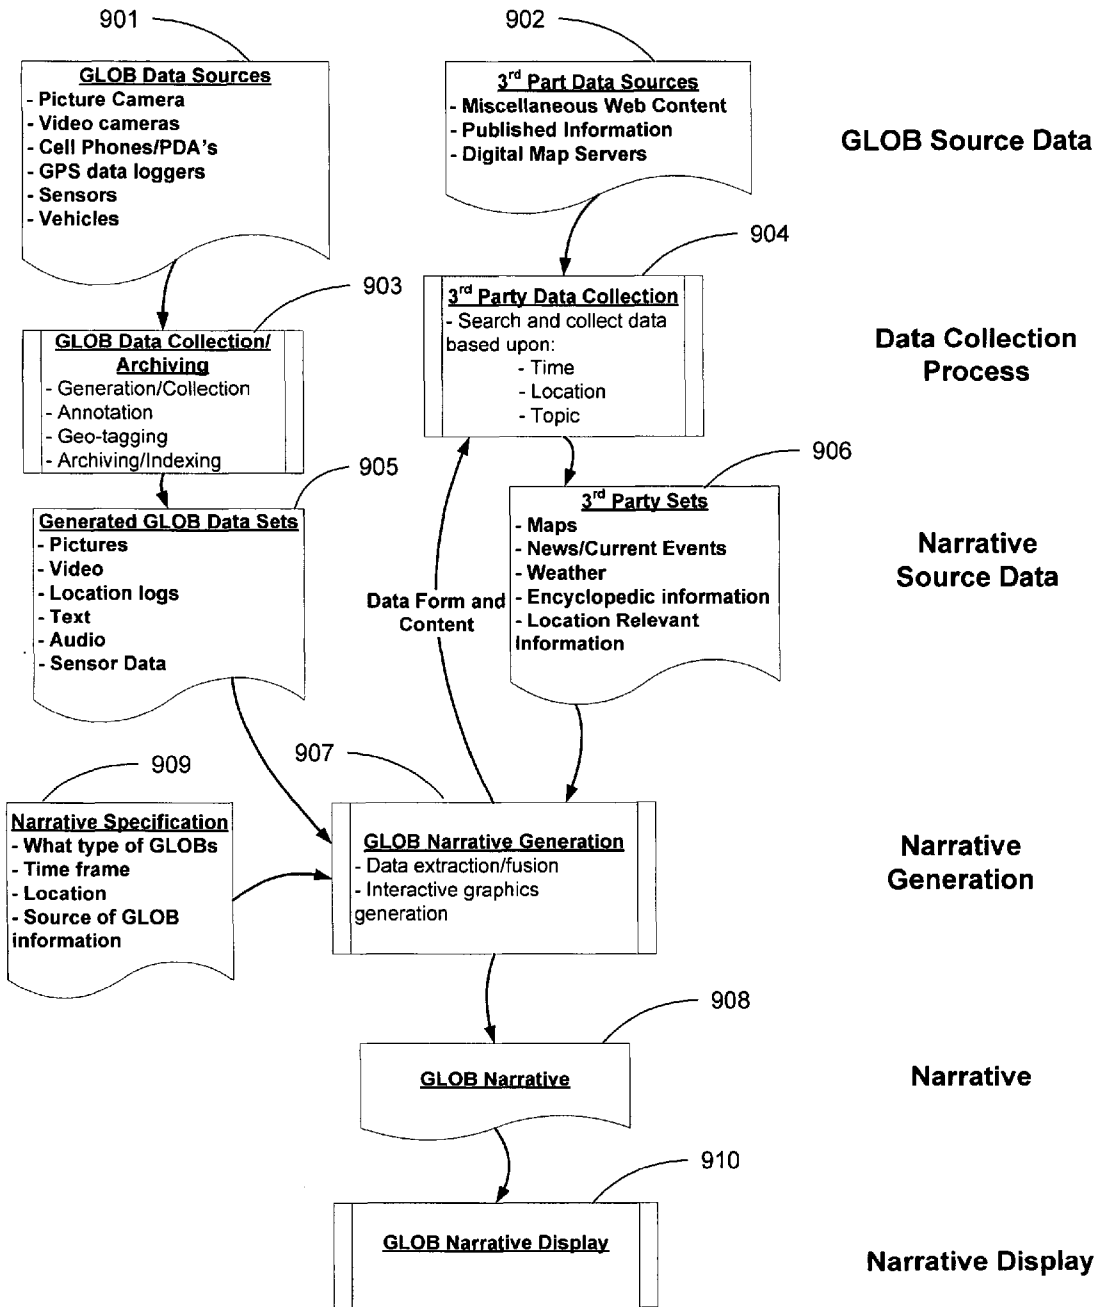 901
902
GLOB Data Sources
- Picture Camera
- Video cameras
- Cell Phones/PDA's
- GPS data loggers
- Sensors
- Vehicles
3rd Part Data Sources
- Miscellaneous Web Content
- Published Information
- Digital Map Servers
GLOB Source Data
903
904
GLOB Data Collection/
Archiving
- Generation/Collection
- Annotation
- Geo-tagging
- Archiving/Indexing
3rd Party Data Collection
- Search and collect data
based upon:
- Time
- Location
- Topic
Data Collection
Process
905
906
Generated GLOB Data Sets
- Pictures
- Video
- Location logs
- Text
- Audio
- Sensor Data
Data Form and
Content
3rd Party Sets
- Maps
- News/Current Events
- Weather
- Encyclopedic information
- Location Relevant
Information
Narrative
Source Data
909
907
Narrative Specification
- What type of GLOBs
- Time frame
- Location
- Source of GLOB
information
GLOB Narrative Generation
- Data extraction/fusion
- Interactive graphics
generation
Narrative
Generation
908
GLOB Narrative
Narrative
910
GLOB Narrative Display
Narrative Display